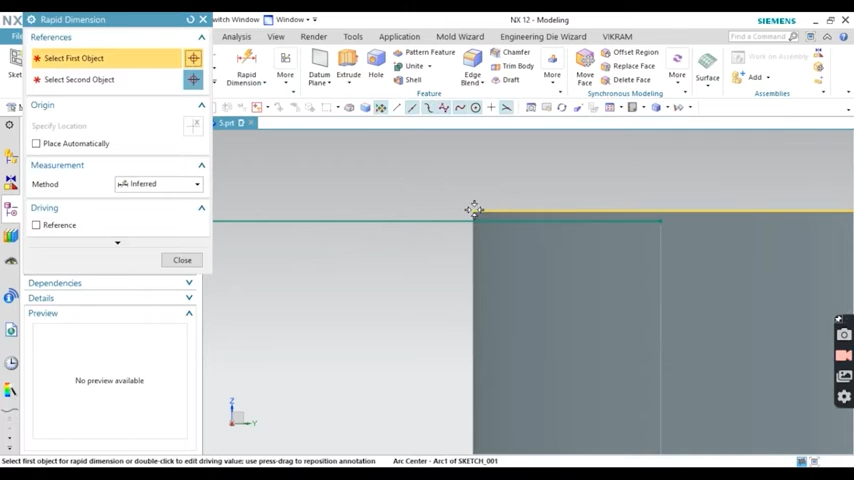 NX
Rapid Dimension
witch Window
Window
NX 12 - Modeling
SIEMENS
Analysis
View
Render
Tools
Application
Mold Wizard
Engineering Die Wizard
VIKRAM
Find a Command
Rapid Dimension
More
Datum Plane
Extrude
Hole
Pattern Feature
Unite
Shell
Edge Blend
Chamfer
Trim Body
Draft
More
Feature
Move Face
Offset Region
Replace Face
Delete Face
More
Synchronous Modeling
Surface
Work on Assembly
Add
Assemblies
5.prt
References
Select First Object
Select Second Object
Origin
Specify Location
Place Automatically
Measurement
Method
Inferred
Driving
Reference
Close
Dependencies
Details
Preview
No preview available
Z
Y
Select first object for rapid dimension or double-click to edit driving value; use press-drag to reposition annotation
Arc Center - Arc1 of SKETCH_001